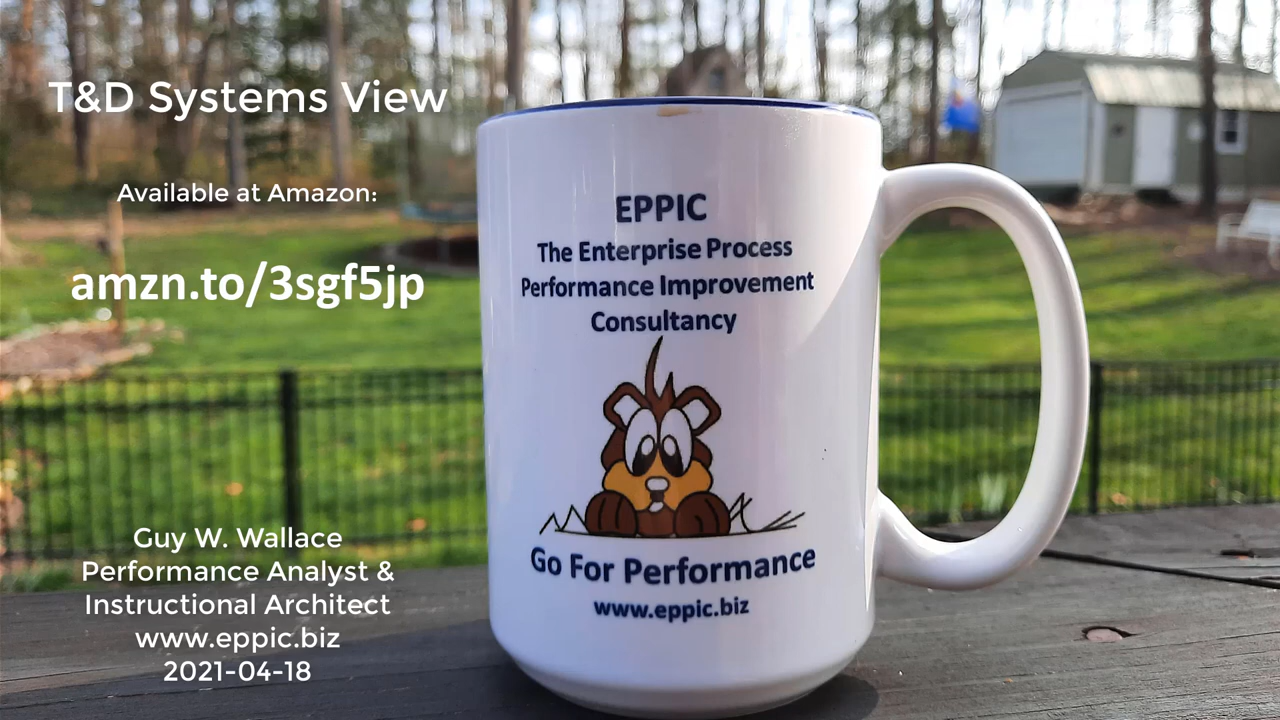 T&D Systems View
Available at Amazon:
amzn.to/3sgf5jp
Guy W. Wallace
Performance Analyst &
Instructional Architect
www.eppic.biz
2021-04-18
EPPIC
The Enterprise Process
Performance Improvement
Consultancy
Go For Performance
www.eppic.biz